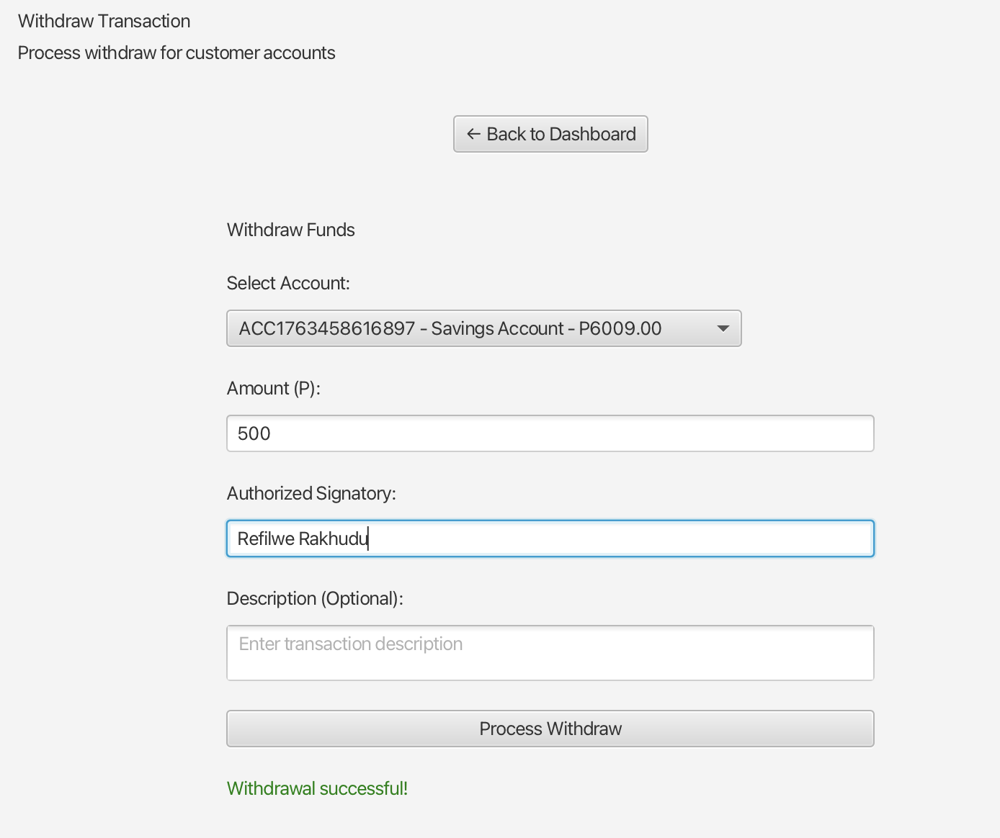 Withdraw Transaction
Process withdraw for customer accounts
← Back to Dashboard
Withdraw Funds
Select Account:
ACC1763458616897 - Savings Account - P6009.00
Amount (P):
500
Authorized Signatory:
Refilwe Rakhudu
Description (Optional):
Enter transaction description
Process Withdraw
Withdrawal successful!